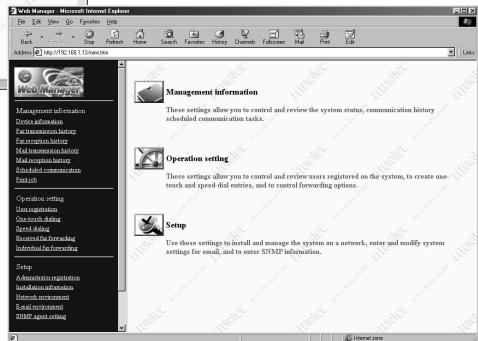 Web Manager - Microsoft Internet Explorer
File Edit View Go Favorites Help
Back Forward Stop Refresh Home Search Favorites History Channels Fullscreen Mail Print Edit
Address http://192.168.1.13/next.htm Links
Web Manager
Management information
Device information
Fax transmission history
Fax reception history
Mail transmission history
Mail reception history
Scheduled communication
Print job
Operation setting
User registration
One-touch dialing
Speed dialing
Received fax forwarding
Individual fax forwarding
Setup
Administrator registration
Installation information
Network environment
E-mail environment
SNMP agent setting
Management information
These settings allow you to control and review the system status, communication history
scheduled communication tasks.
Operation setting
These settings allow you to control and review users registered on the system, to create one-
touch and speed-dial entries, and to control forwarding options.
Setup
Use these settings to install and manage the system on a network, enter and modify system
settings for email, and to enter SNMP information.
Internet zone